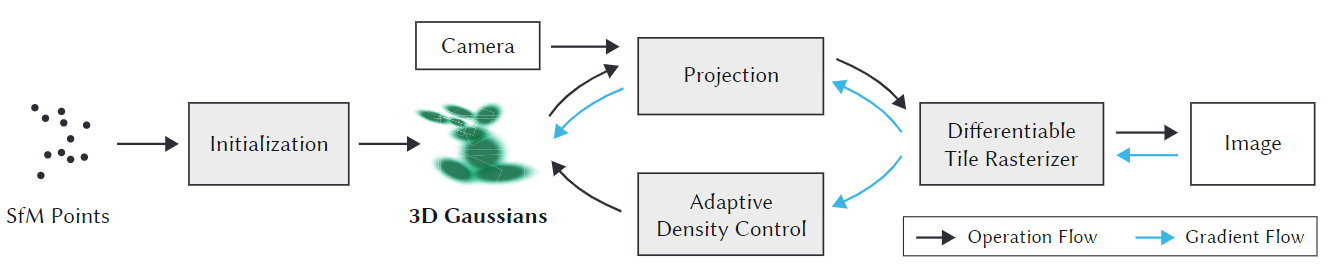 Camera
Projection
Initialization
Differentiable
Tile Rasterizer
Image
SfM Points
3D Gaussians
Adaptive
Density Control
Operation Flow
Gradient Flow